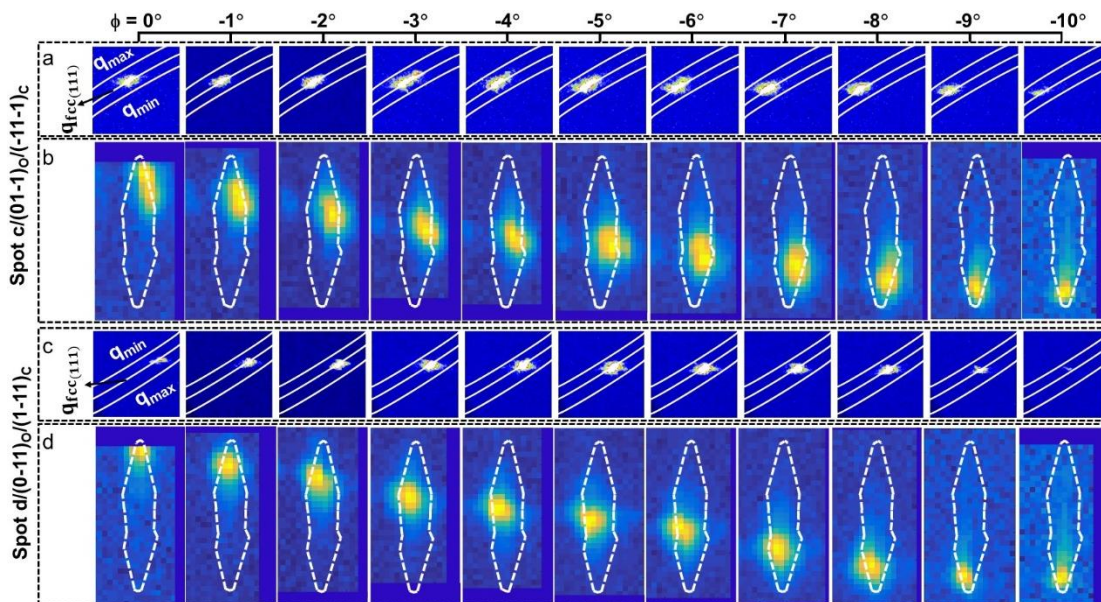 ϕ = 0° -1° -2° -3° -4° -5° -6° -7° -8° -9° -10°
Spot c/(01-1)ₒ/(-11-1)C
a
qmax
qmin
qfcc(111)
b
Spot d/(0-11)ₒ/(1-11)C
c
qmin
qmax
qfcc(111)
d